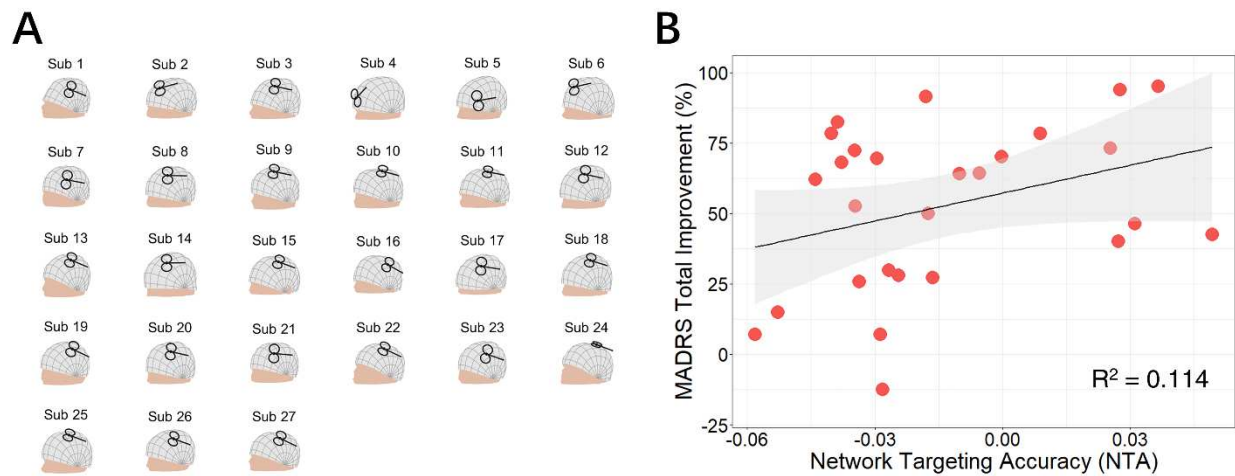 A
Sub 1 Sub 2 Sub 3 Sub 4 Sub 5 Sub 6
Sub 7 Sub 8 Sub 9 Sub 10 Sub 11 Sub 12
Sub 13 Sub 14 Sub 15 Sub 16 Sub 17 Sub 18
Sub 19 Sub 20 Sub 21 Sub 22 Sub 23 Sub 24
Sub 25 Sub 26 Sub 27
B
MADRS Total Improvement (%)
100
75
50
25
0
-25
R² = 0.114
-0.06 -0.03 0.00 0.03
Network Targeting Accuracy (NTA)